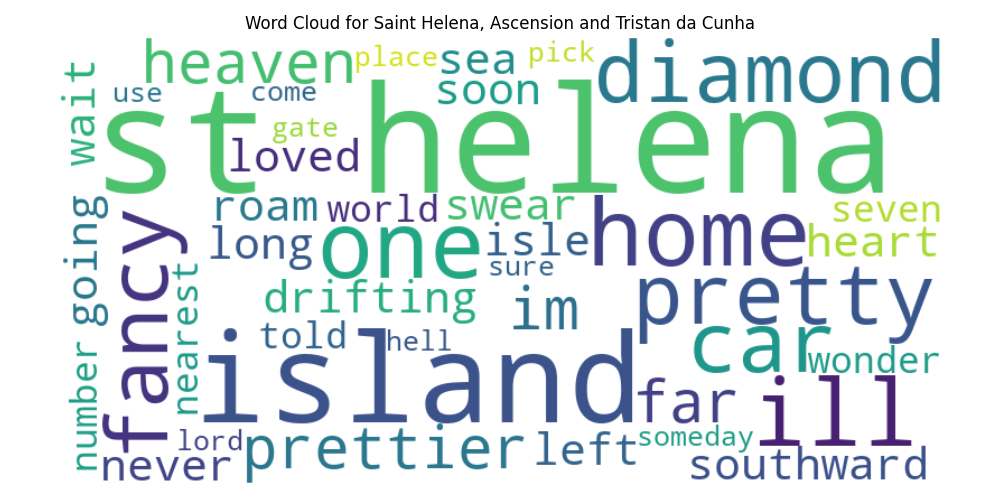 Word Cloud for Saint Helena, Ascension and Tristan da Cunha
heaven place sea pick diamond
wait use come soon
st helena
gate
loved
going roam world swear home seven
fancy long one isle heart
sure
nearest drifting im pretty
told hell island car wonder
number far ill
lord prettier left someday
never southward